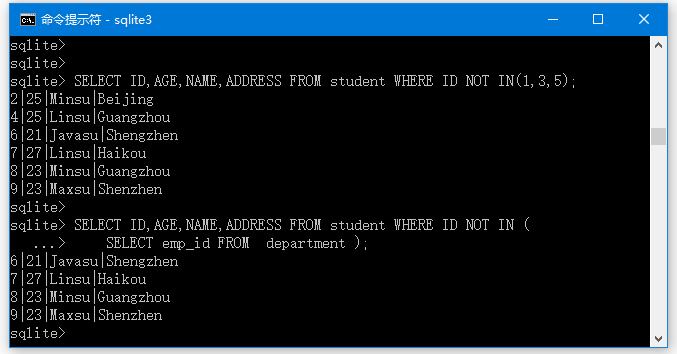 命令提示符 - sqlite3
sqlite>
sqlite>
sqlite> SELECT ID,AGE,NAME,ADDRESS FROM student WHERE ID NOT IN(1,3,5);
2|25|Minsu|Beijing
4|25|Linsu|Guangzhou
6|21|Javasu|Shengzhen
7|27|Linsu|Haikou
8|23|Minsu|Guangzhou
9|23|Maxsu|Shenzhen
sqlite>
sqlite> SELECT ID,AGE,NAME,ADDRESS FROM student WHERE ID NOT IN (
   ...>     SELECT emp_id FROM  department );
6|21|Javasu|Shengzhen
7|27|Linsu|Haikou
8|23|Minsu|Guangzhou
9|23|Maxsu|Shenzhen
sqlite>